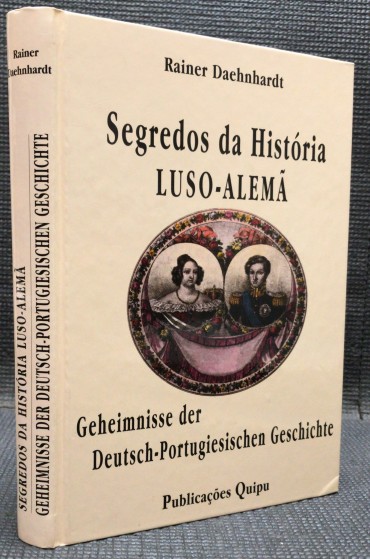 Rainer
Daehnhardt
SEGREDOS DA HISTÓRIA LUSO-ALEMÃ
GEHEIMNISSE DER DEUTSCH-PORTUGIESISCHEN GESCHICHTE
Rainer Daehnhardt
Segredos da História
LUSO-ALEMÃ
Geheimnisse der
Deutsch-Portugiesischen Geschichte
Publicações Quipu